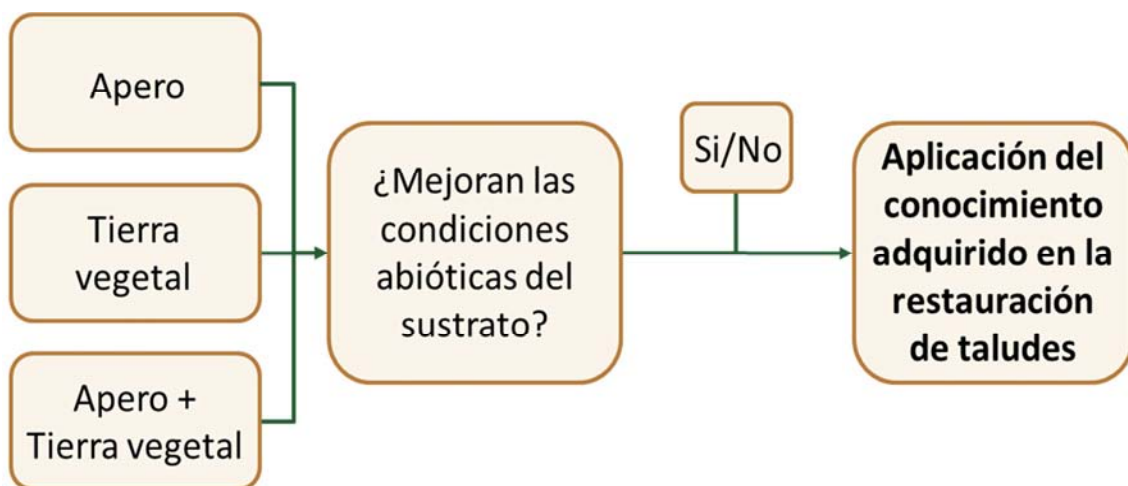 Apero
Tierra
vegetal
Apero +
Tierra vegetal
¿Mejoran las
condiciones
abióticas del
sustrato?
Si/No
Aplicación del
conocimiento
adquirido en la
restauración
de taludes